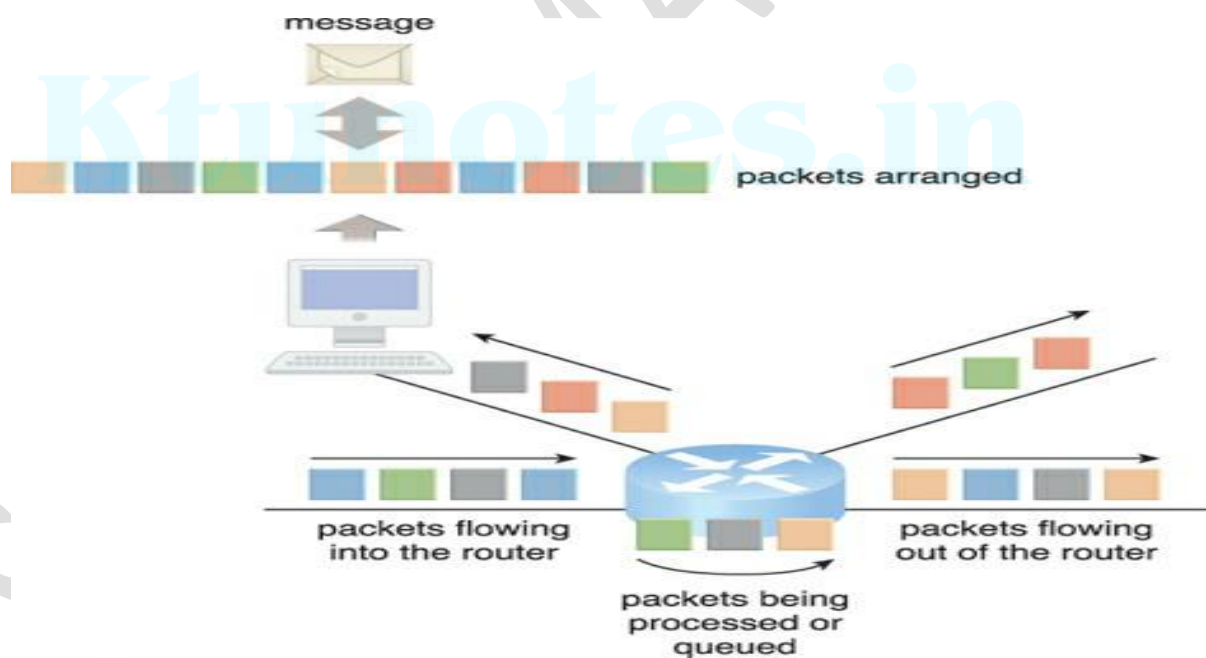 message
Ktunotes.in
packets arranged
packets flowing
into the router
packets being
processed or
queued
packets flowing
out of the router